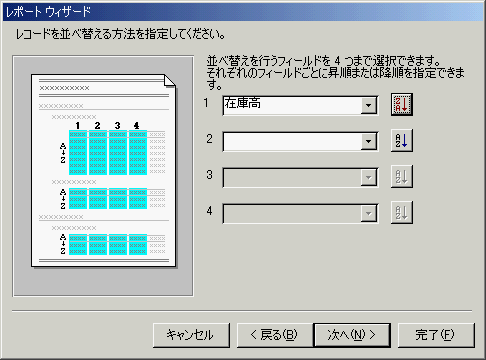 レポート ウィザード
レコードを並べ替える方法を指定してください。
並べ替えを行うフィールドを 4 つまで選択できます。
それぞれのフィールドごとに昇順または降順を指定できま
す。
××××××××××
1 2 3 4
A
Z
A
Z
A
Z
1 在庫高
Z
A
2
A
Z
3
A
Z
4
A
Z
キャンセル
< 戻る(B)
次へ(N) >
完了(F)